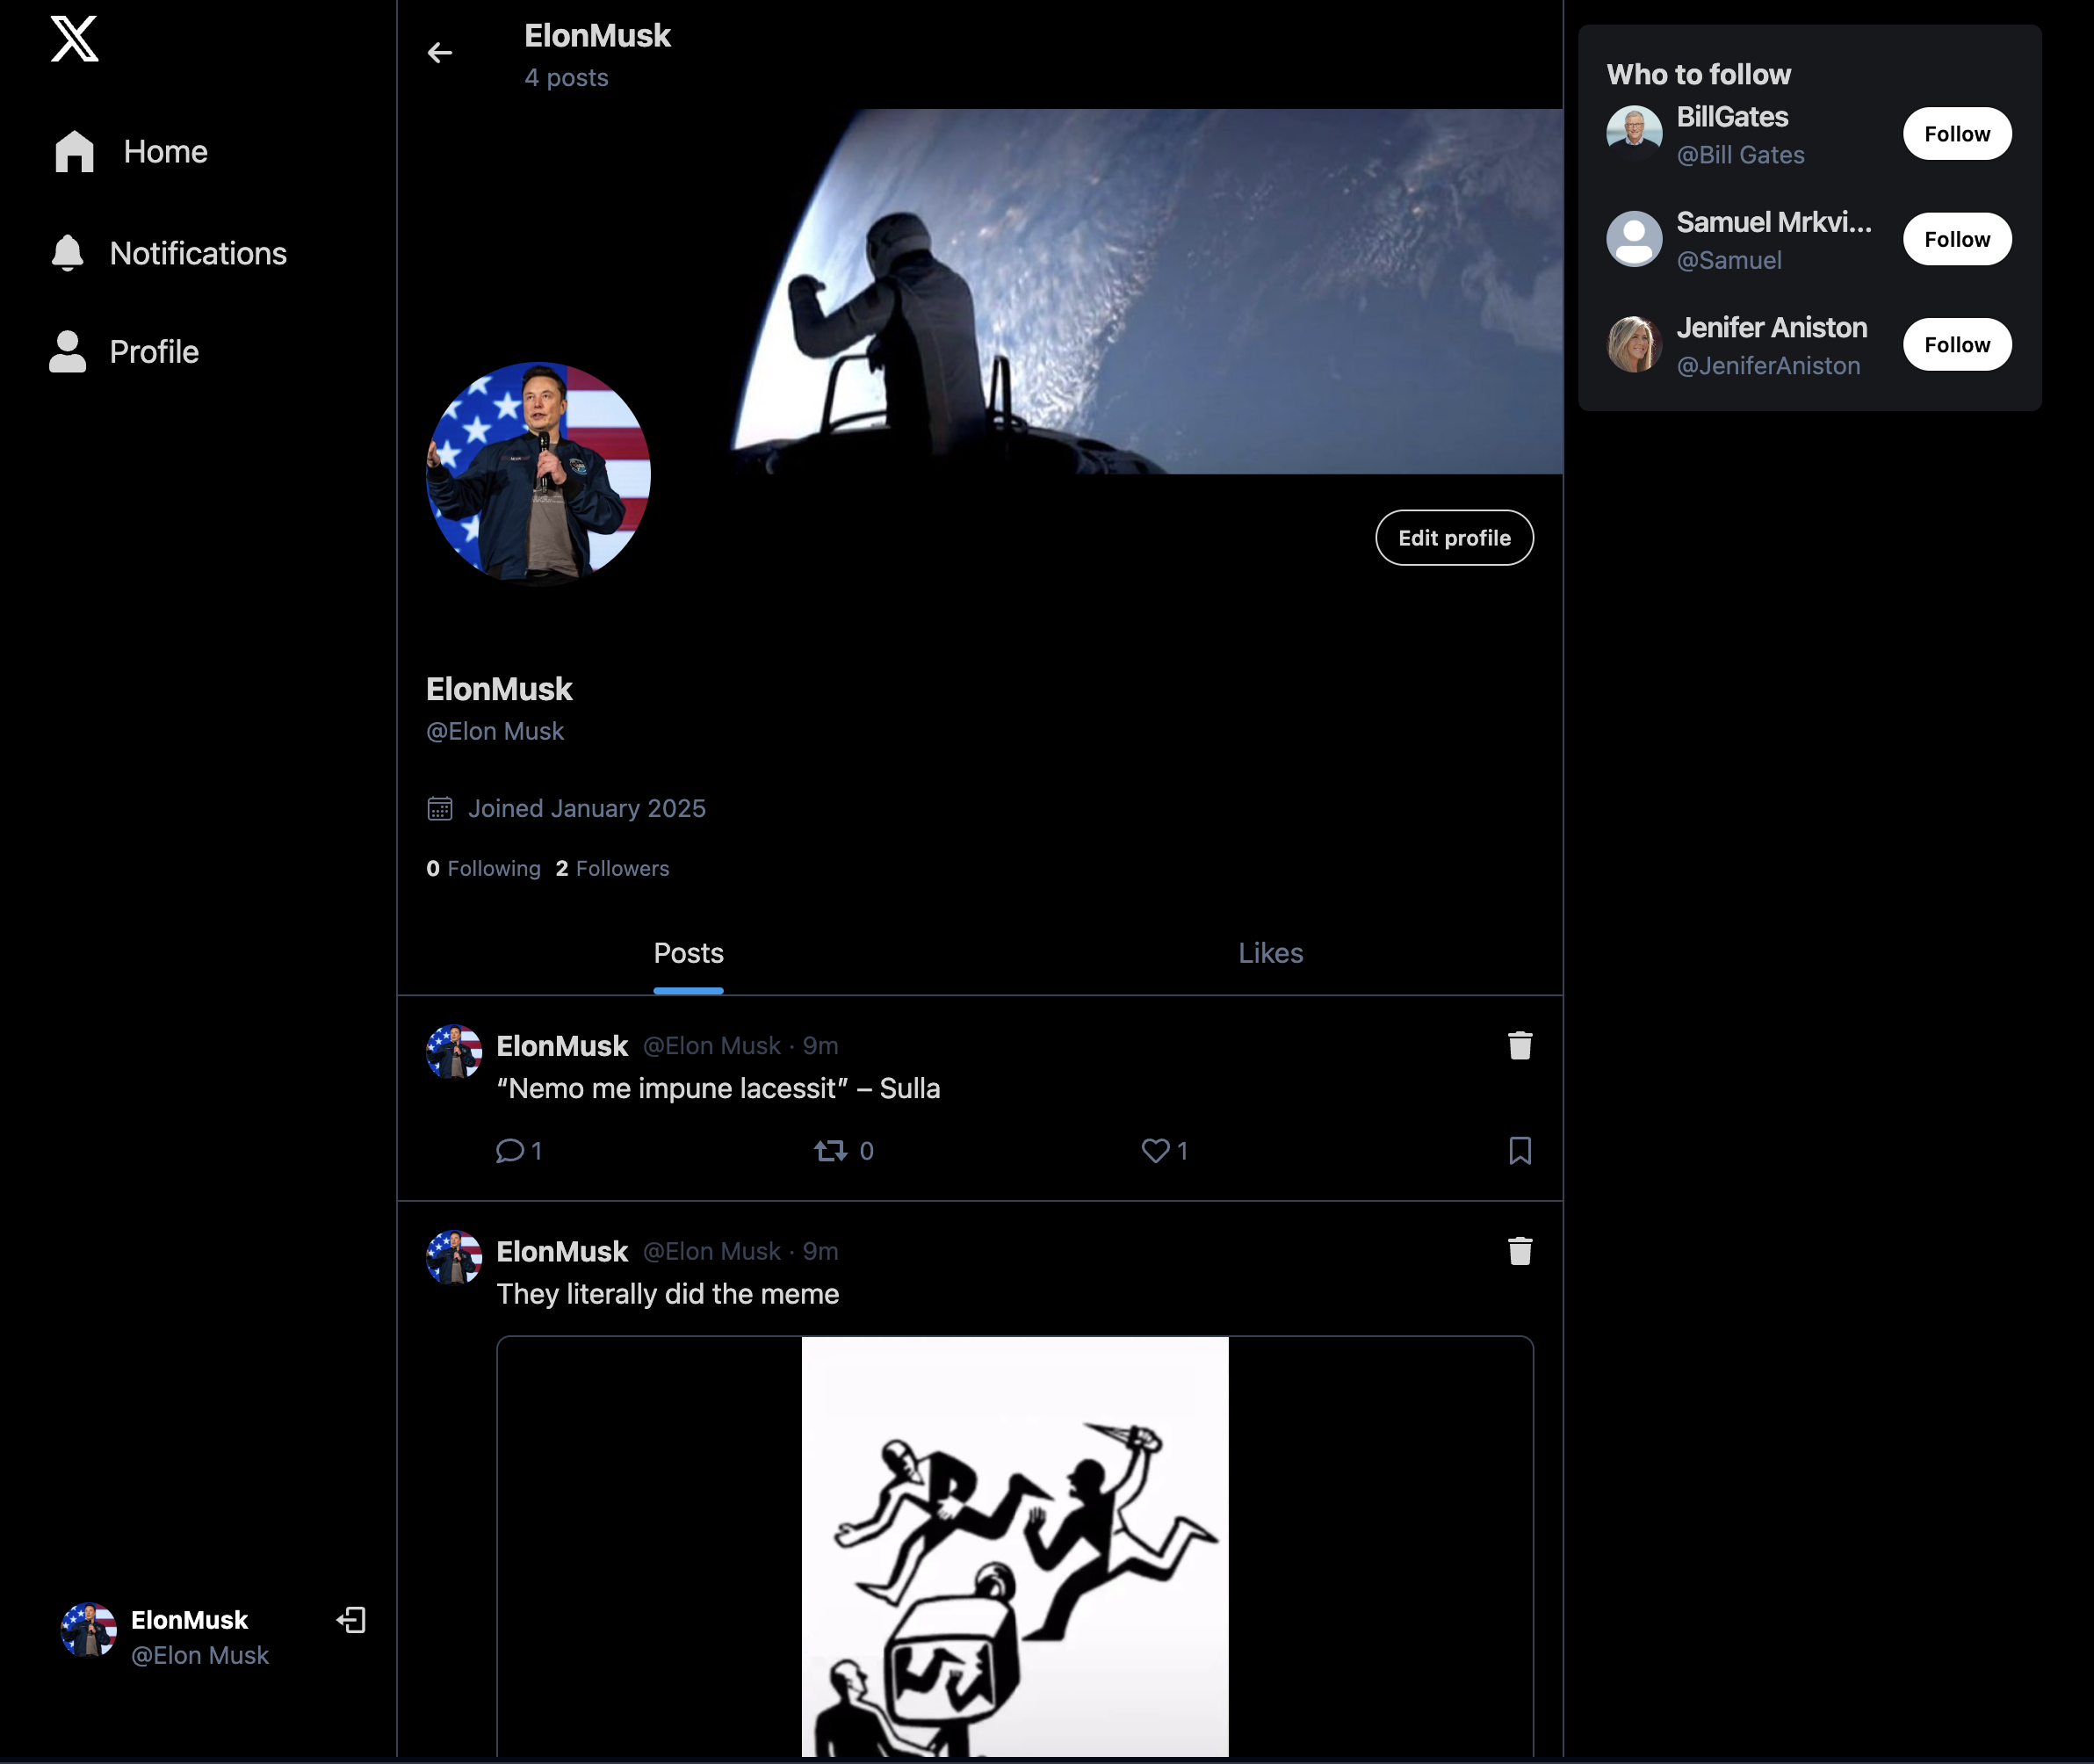 Home
Notifications
Profile
ElonMusk
@Elon Musk
ElonMusk
4 posts
Edit profile
ElonMusk
@Elon Musk
Joined January 2025
0 Following 2 Followers
Posts
Likes
ElonMusk @Elon Musk · 9m
“Nemo me impune lacessit” – Sulla
1 0 1
ElonMusk @Elon Musk · 9m
They literally did the meme
Who to follow
BillGates
@Bill Gates
Follow
Samuel Mrkvi...
@Samuel
Follow
Jenifer Aniston
@JeniferAniston
Follow